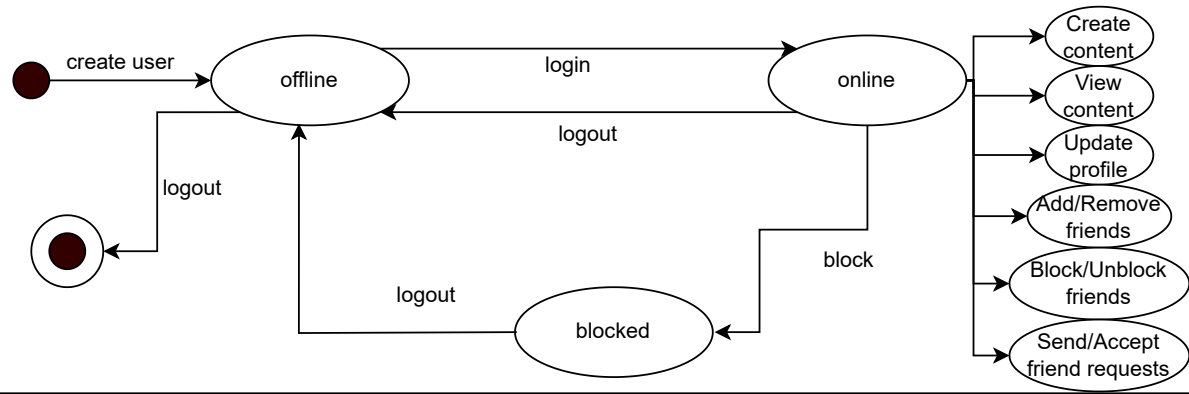 create user
offline
login
online
logout
logout
block
logout
blocked
Create
content
View
content
Update
profile
Add/Remove
friends
Block/Unblock
friends
Send/Accept
friend requests